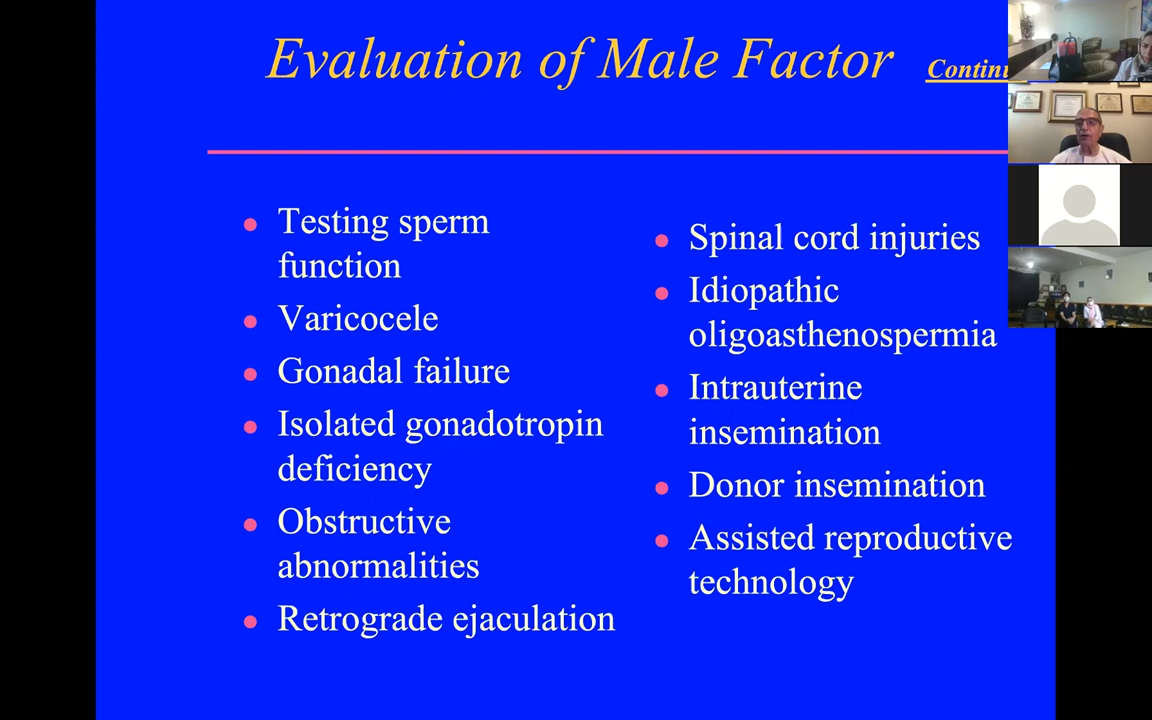 Evaluation of Male Factor
Testing sperm
function
Varicocele
Gonadal failure
Isolated gonadotropin
deficiency
Obstructive
abnormalities
Retrograde ejaculation
Spinal cord injuries
Idiopathic
oligoasthenospermia
Intrauterine
insemination
Donor insemination
Assisted reproductive
technology